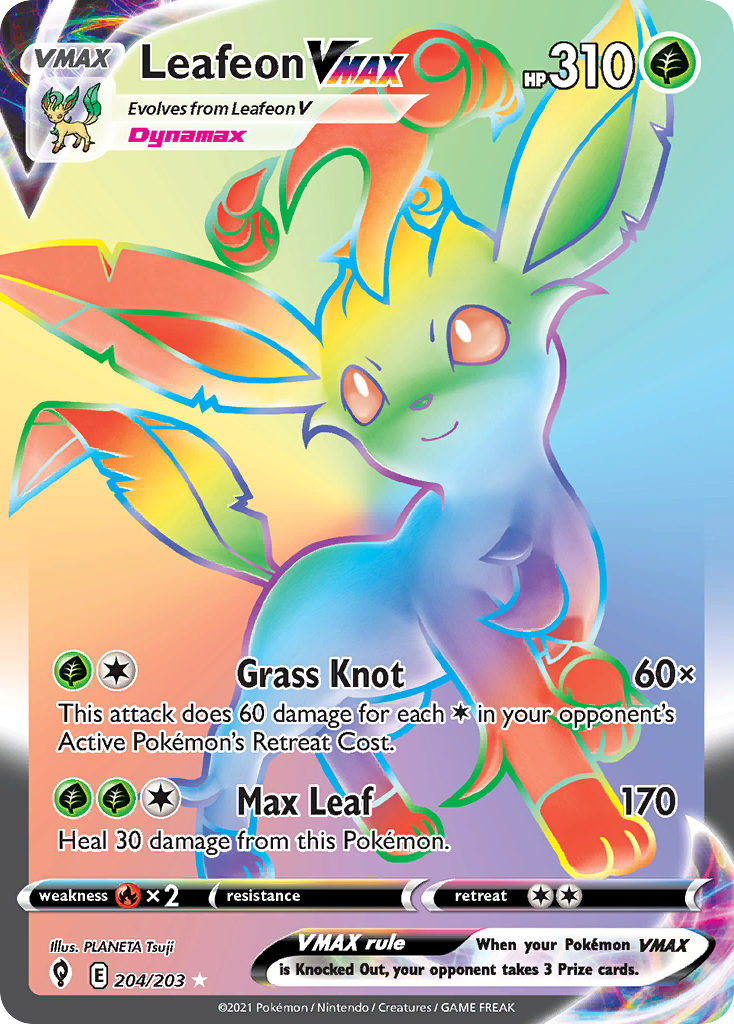 VMAX
Leafeon VMAX
HP 310
Evolves from Leafeon V
Dynamax
Grass Knot 60×
This attack does 60 damage for each in your opponent's
Active Pokémon's Retreat Cost.
Max Leaf 170
Heal 30 damage from this Pokémon.
weakness ×2 resistance retreat
Illus. PLANETA Tsuji
VMAX rule When your Pokémon VMAX
is Knocked Out, your opponent takes 3 Prize cards.
E 204/203
©2021 Pokémon / Nintendo / Creatures / GAME FREAK